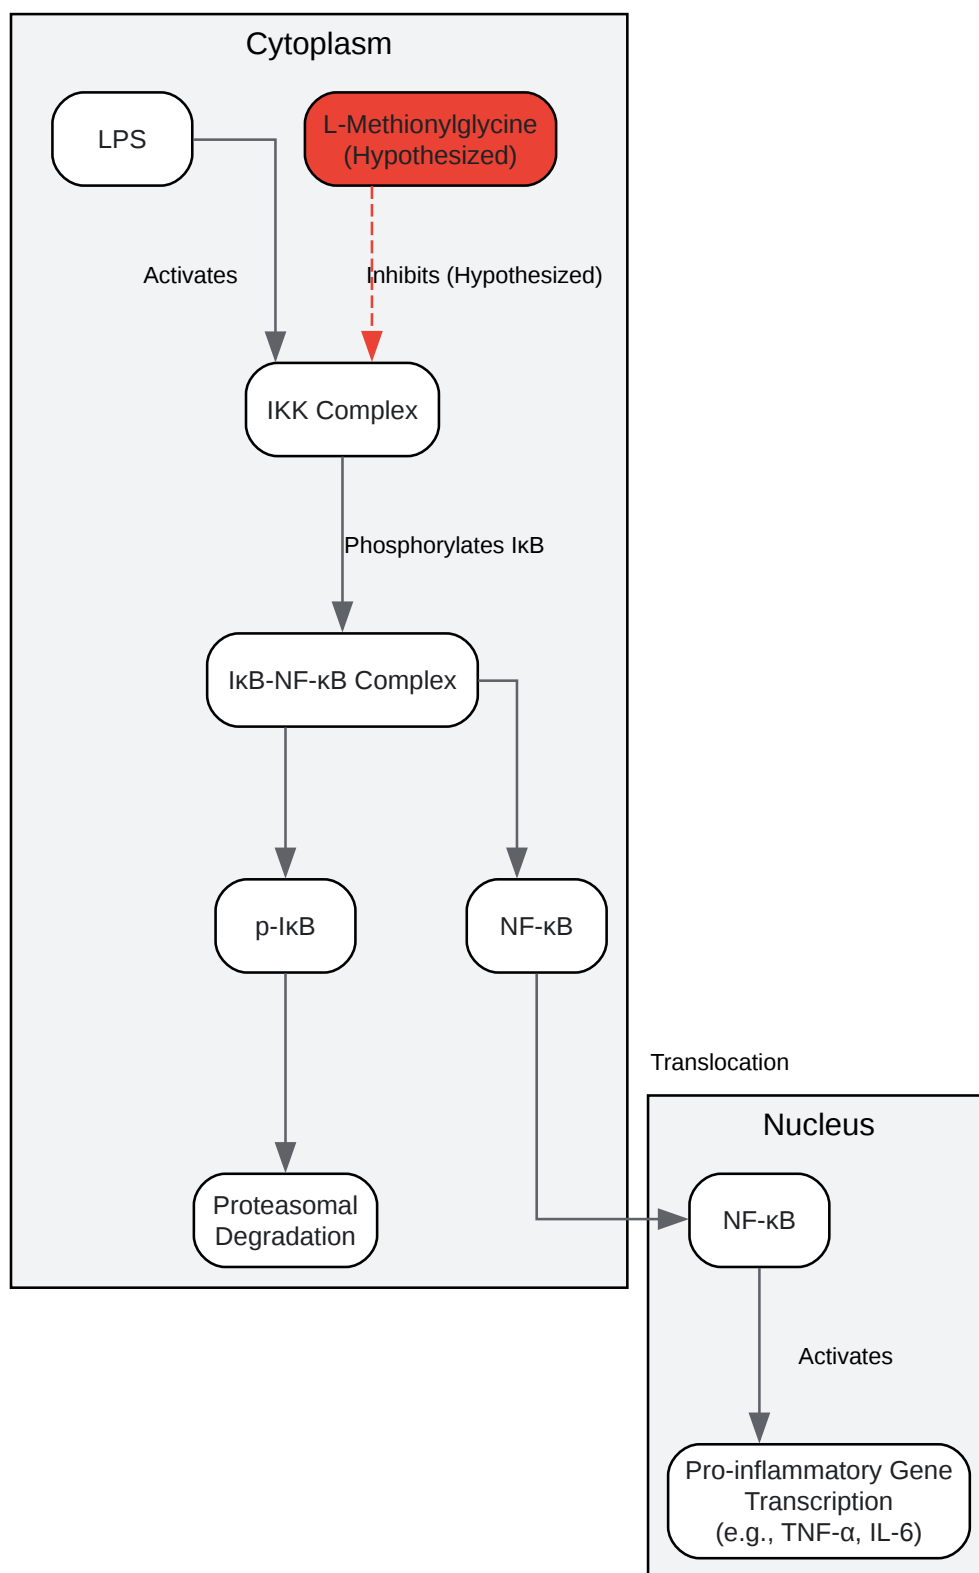 Cytoplasm
LPS
L-Methionylglycine
(Hypothesized)
Activates
Inhibits (Hypothesized)
IKK Complex
Phosphorylates IκB
IκB-NF-κB Complex
p-IκB
NF-κB
Translocation
Nucleus
Proteasomal
Degradation
NF-κB
Activates
Pro-inflammatory Gene
Transcription
(e.g., TNF-α, IL-6)